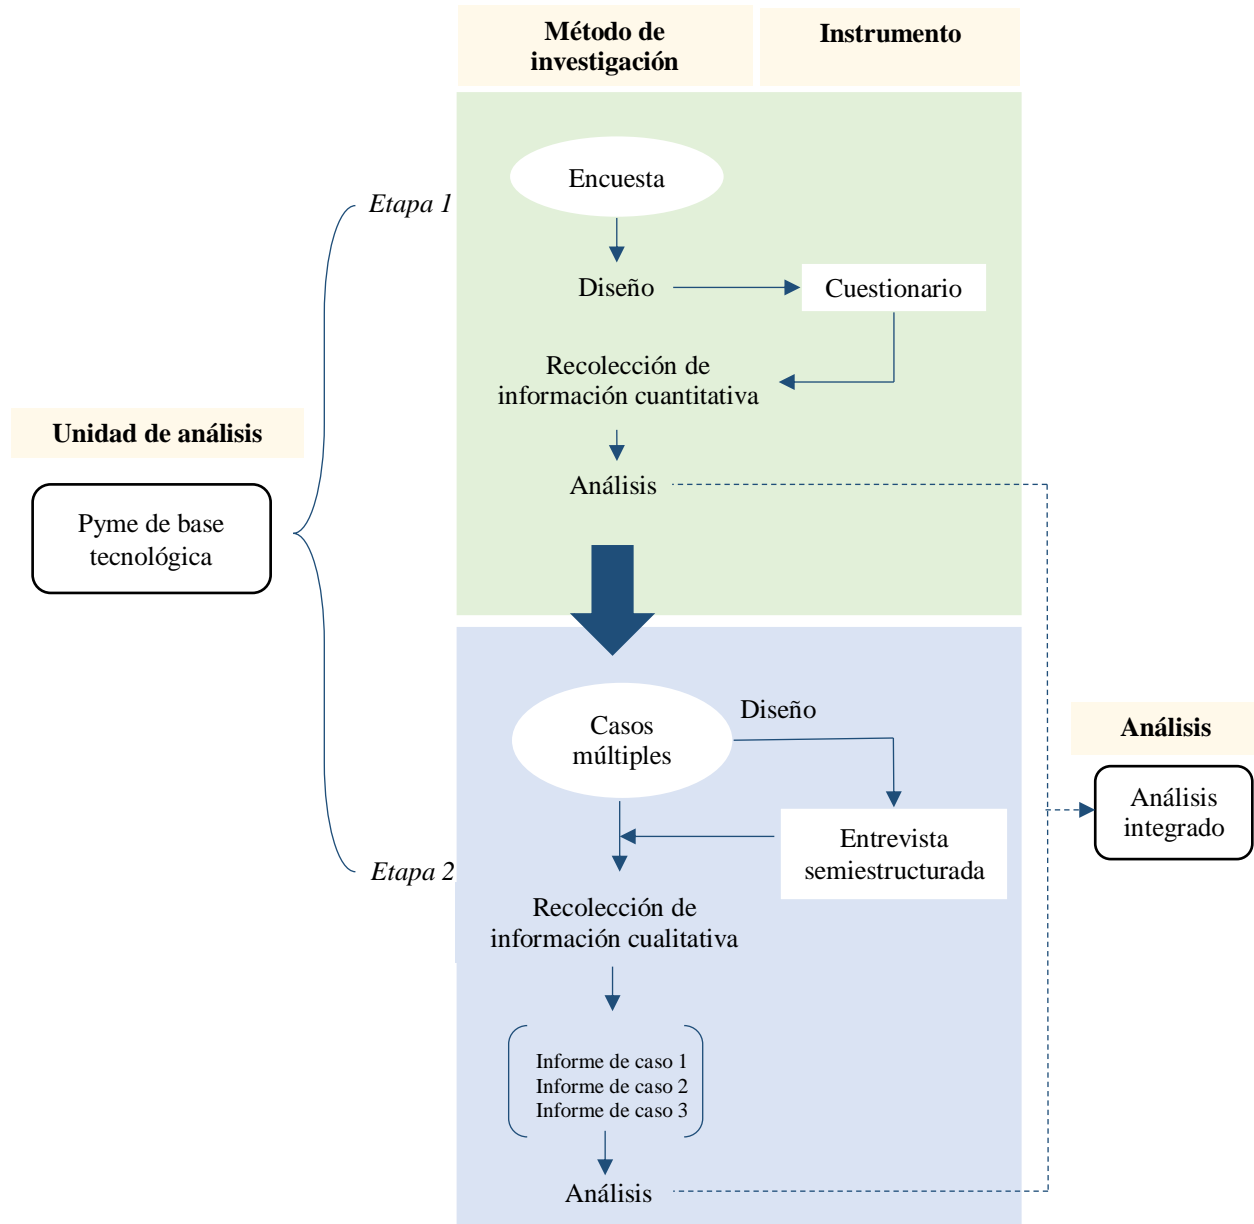 Método de
investigación
Instrumento
Encuesta
Etapa 1
Diseño
Cuestionario
Recolección de
información cuantitativa
Unidad de análisis
Análisis
Pyme de base
tecnológica
Casos
múltiples
Diseño
Análisis
Análisis
integrado
Entrevista
semiestructurada
Etapa 2
Recolección de
información cualitativa
Informe de caso 1
Informe de caso 2
Informe de caso 3
Análisis